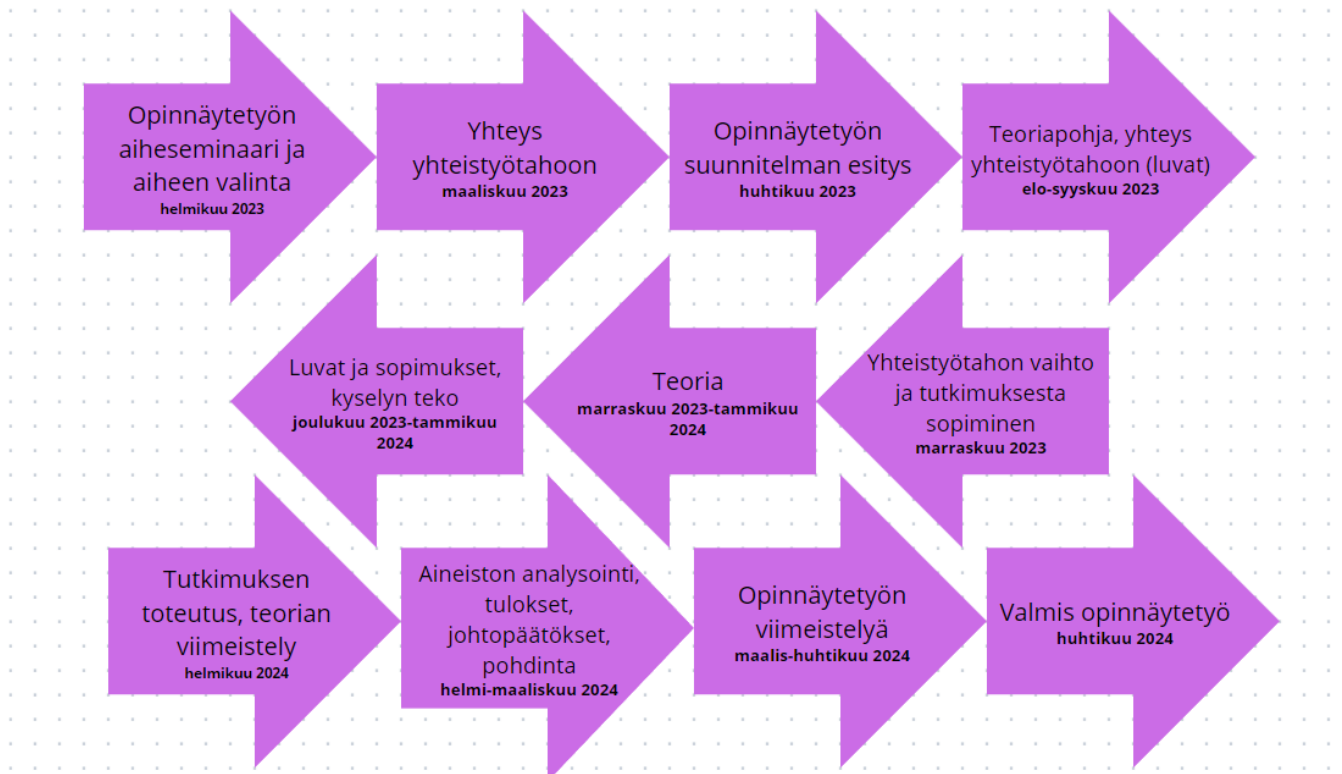 Opinnäytetyön
aiheseminaari ja
aiheen valinta
helmikuu 2023
Yhteys
yhteistyötahoon
maaliskuu 2023
Opinnäytetyön
suunnitelman esitys
huhtikuu 2023
Teoriapohja, yhteys
yhteistyötahoon (luvat)
elo-syyskuu 2023
Yhteistyötahon vaihto
ja tutkimuksesta
sopiminen
marraskuu 2023
Teoria
marraskuu 2023-tammikuu
2024
Luvat ja sopimukset,
kyselyn teko
joulukuu 2023-tammikuu
2024
Tutkimuksen
toteutus, teorian
viimeistely
helmikuu 2024
Aineiston analysointi,
tulokset,
johtopäätökset,
pohdinta
helmi-maaliskuu 2024
Opinnäytetyön
viimeistelyä
maalis-huhtikuu 2024
Valmis opinnäytetyö
huhtikuu 2024